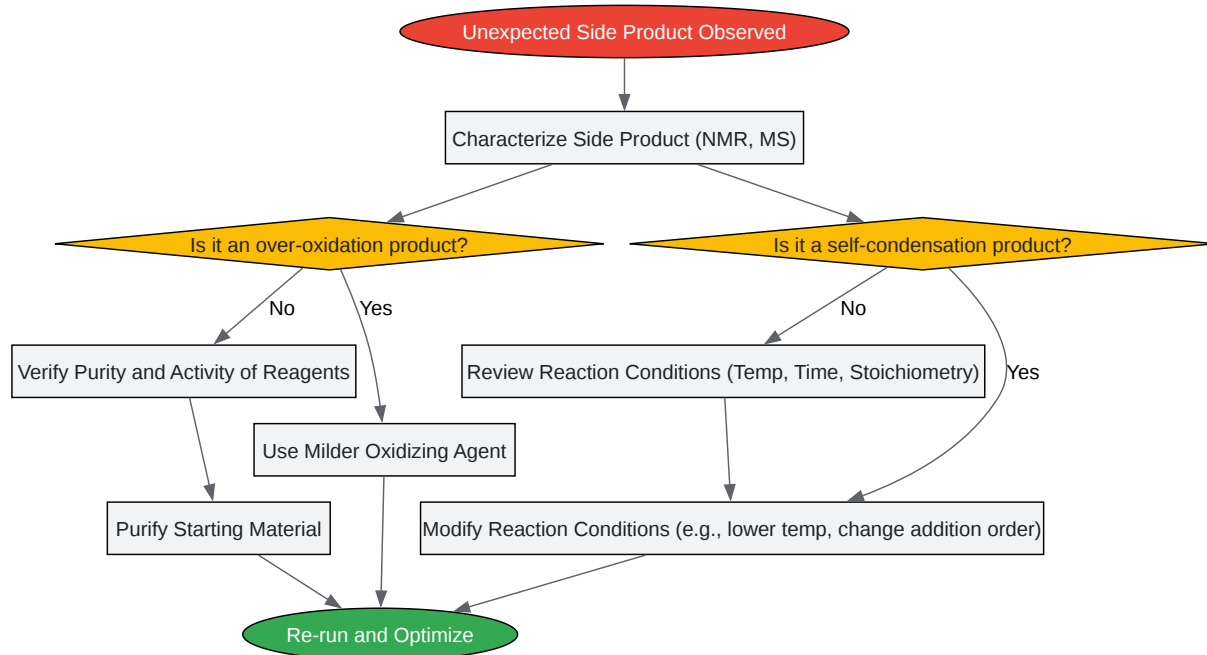 Unexpected Side Product Observed
Characterize Side Product (NMR, MS)
Is it an over-oxidation product?
Is it a self-condensation product?
No
Yes
No
Yes
Verify Purity and Activity of Reagents
Review Reaction Conditions (Temp, Time, Stoichiometry)
Use Milder Oxidizing Agent
Purify Starting Material
Modify Reaction Conditions (e.g., lower temp, change addition order)
Re-run and Optimize